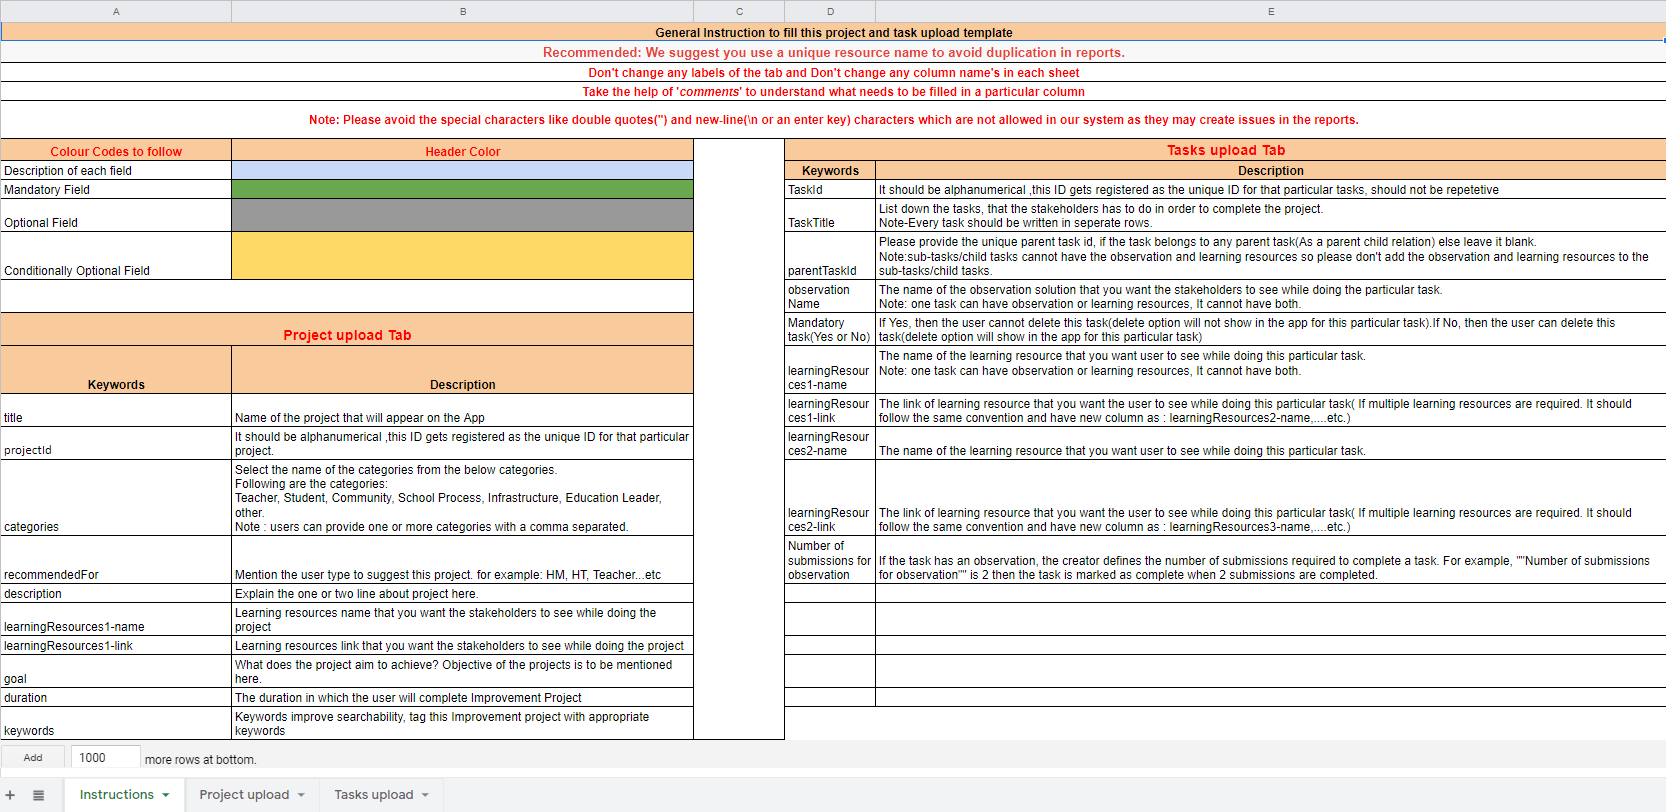 A B C D E
General Instruction to fill this project and task upload template
Recommended: We suggest you use a unique resource name to avoid duplication in reports.
Don't change any labels of the tab and Don't change any column name's in each sheet
Take the help of 'comments' to understand what needs to be filled in a particular column
Note: Please avoid the special characters like double quotes(") and new-line(\n or an enter key) characters which are not allowed in our system as they may create issues in the reports.
Colour Codes to follow
Header Color
Description of each field
Mandatory Field
Optional Field
Conditionally Optional Field
Project upload Tab
Keywords
Description
title
Name of the project that will appear on the App
projectId
It should be alphanumerical ,this ID gets registered as the unique ID for that particular
project.
categories
Select the name of the categories from the below categories.
Following are the categories:
Teacher, Student, Community, School Process, Infrastructure, Education Leader,
other.
Note : users can provide one or more categories with a comma separated.
recommendedFor
Mention the user type to suggest this project. for example: HM, HT, Teacher...etc
description
Explain the one or two line about project here.
learningResources1-name
Learning resources name that you want the stakeholders to see while doing the
project
learningResources1-link
Learning resources link that you want the stakeholders to see while doing the project
goal
What does the project aim to achieve? Objective of the projects is to be mentioned
here.
duration
The duration in which the user will complete Improvement Project
keywords
Keywords improve searchability, tag this Improvement project with appropriate
keywords
Tasks upload Tab
Keywords
Description
TaskId
It should be alphanumerical ,this ID gets registered as the unique ID for that particular tasks, should not be repetetive
TaskTitle
List down the tasks, that the stakeholders has to do in order to complete the project.
Note-Every task should be written in seperate rows.
parentTaskId
Please provide the unique parent task id, if the task belongs to any parent task(As a parent child relation) else leave it blank.
Note:sub-tasks/child tasks cannot have the observation and learning resources so please don't add the observation and learning resources to the
sub-tasks/child tasks.
observation
Name
The name of the observation solution that you want the stakeholders to see while doing the particular task.
Note: one task can have observation or learning resources, It cannot have both.
Mandatory
task(Yes or No)
If Yes, then the user cannot delete this task(delete option will not show in the app for this particular task).If No, then the user can delete this
task(delete option will show in the app for this particular task)
learningResour
ces1-name
The name of the learning resource that you want user to see while doing this particular task.
Note: one task can have observation or learning resources, It cannot have both.
learningResour
ces1-link
The link of learning resource that you want the user to see while doing this particular task( If multiple learning resources are required. It should
follow the same convention and have new column as : learningResources2-name,....etc.)
learningResour
ces2-name
The name of the learning resource that you want user to see while doing this particular task.
learningResour
ces2-link
The link of learning resource that you want the user to see while doing this particular task( If multiple learning resources are required. It should
follow the same convention and have new column as : learningResources3-name,....etc.)
Number of
submissions for
observation
If the task has an observation, the creator defines the number of submissions required to complete a task. For example, ""Number of submissions
for observation"" is 2 then the task is marked as complete when 2 submissions are completed.
Add 1000 more rows at bottom.
Instructions Project upload Tasks upload